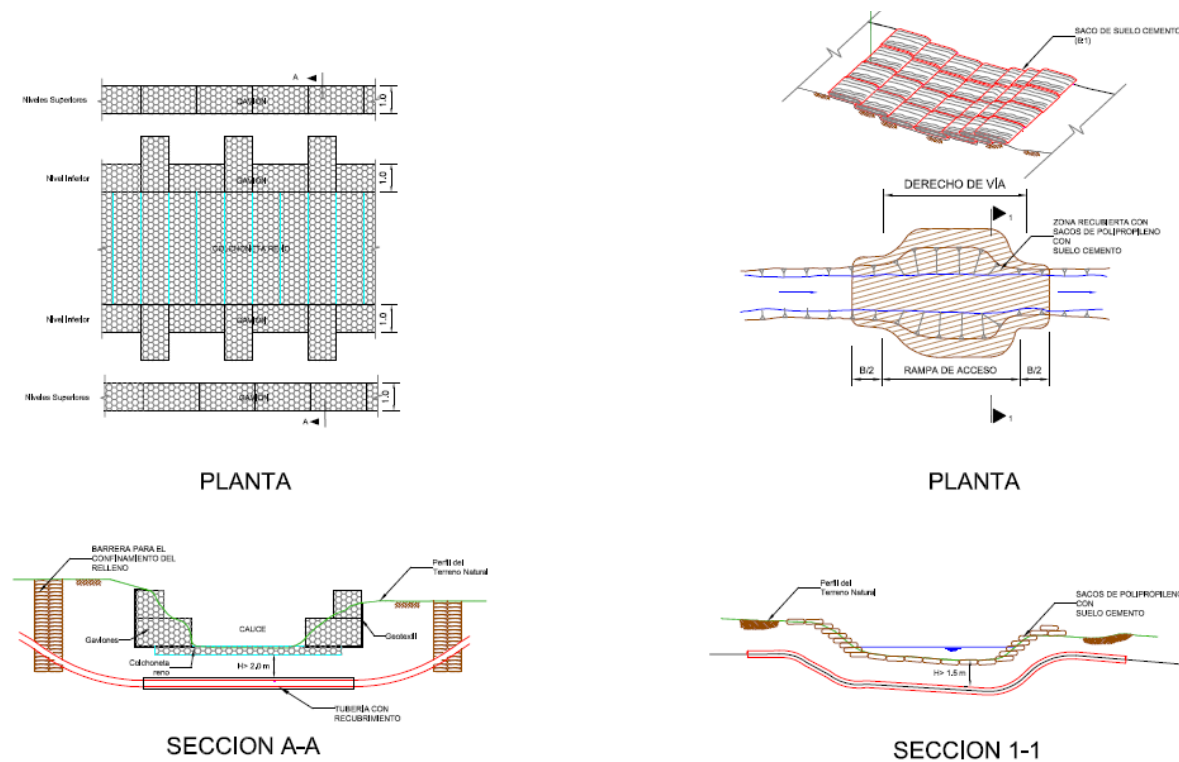 A
Niveles Superiores
GAVION
1.0
Nivel Inferior
GAVION
1.0
COLCHONETA RENO
Nivel Inferior
GAVION
1.0
Niveles Superiores
GAVION
1.0
A
PLANTA
BARRERA PARA EL
CONFINAMIENTO DEL
RELLENO
Perfil del
Terreno Natural
Gaviones
CAUCE
Geotextil
Colchoneta
reno
H> 2.0 m
TUBERÍA CON
RECUBRIMIENTO
SECCION A-A
SACO DE SUELO CEMENTO
DERECHO DE VÍA
1
ZONA RECUBIERTA CON
SACOS DE POLIPROPILENO
CON
SUELO CEMENTO
B/2
RAMPA DE ACCESO
B/2
1
PLANTA
Perfil del
Terreno Natural
SACOS DE POLIPROPILENO
CON
SUELO CEMENTO
H> 1.5 m
SECCION 1-1